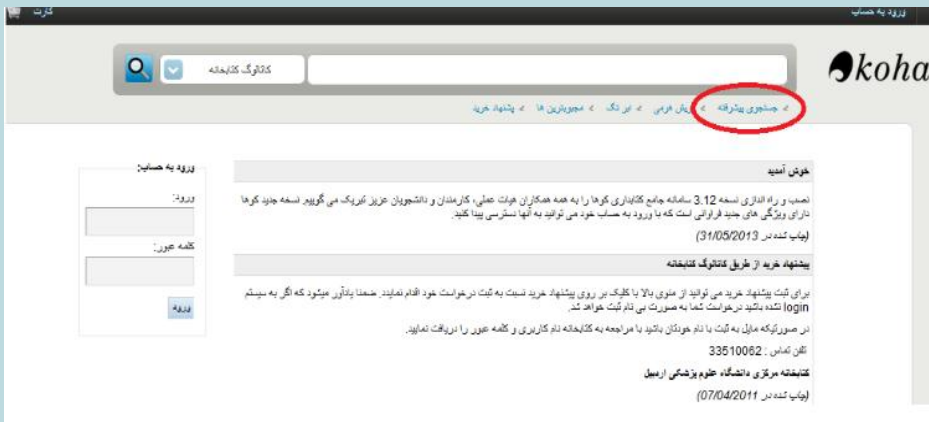 ورود به حساب
کارت
koha
کاتالوگ کتابخانه
جستجوی پیشرفته
ابر تگ
محبوبترین ها
پیشنهاد خرید
خوش آمدید
نصب و راه اندازی نسخه 3.12 سامانه جامع کتابداری کوها را به همه همکاران هیات علمی، کارمندان و دانشجویان عزیز تبریک می گوییم. نسخه جدید کوها
دارای ویژگی های جدید فراوانی است که با ورود به حساب خود می توانید به آنها دسترسی پیدا کنید.
(چاپ شده در 31/05/2013)
پیشنهاد خرید از طریق کاتالوگ کتابخانه
برای ثبت پیشنهاد خرید می توانید از منوی بالا با کلیک بر روی پیشنهاد خرید نسبت به ثبت درخواست خود اقدام نمایند. ضمنا یادآور میشود که اگر به سیستم
login نشده باشید درخواست شما به صورت بی نام ثبت خواهد شد.
در صورتیکه مایل به ثبت با نام خودتان باشید با مراجعه به کتابخانه نام کاربری و کلمه عبور را دریافت نمایید.
تلفن تماس : 33510062
کتابخانه مرکزی دانشگاه علوم پزشکی اردبیل
(چاپ شده در 07/04/2011)
ورود به حساب:
ورود:
کلمه عبور:
ورود